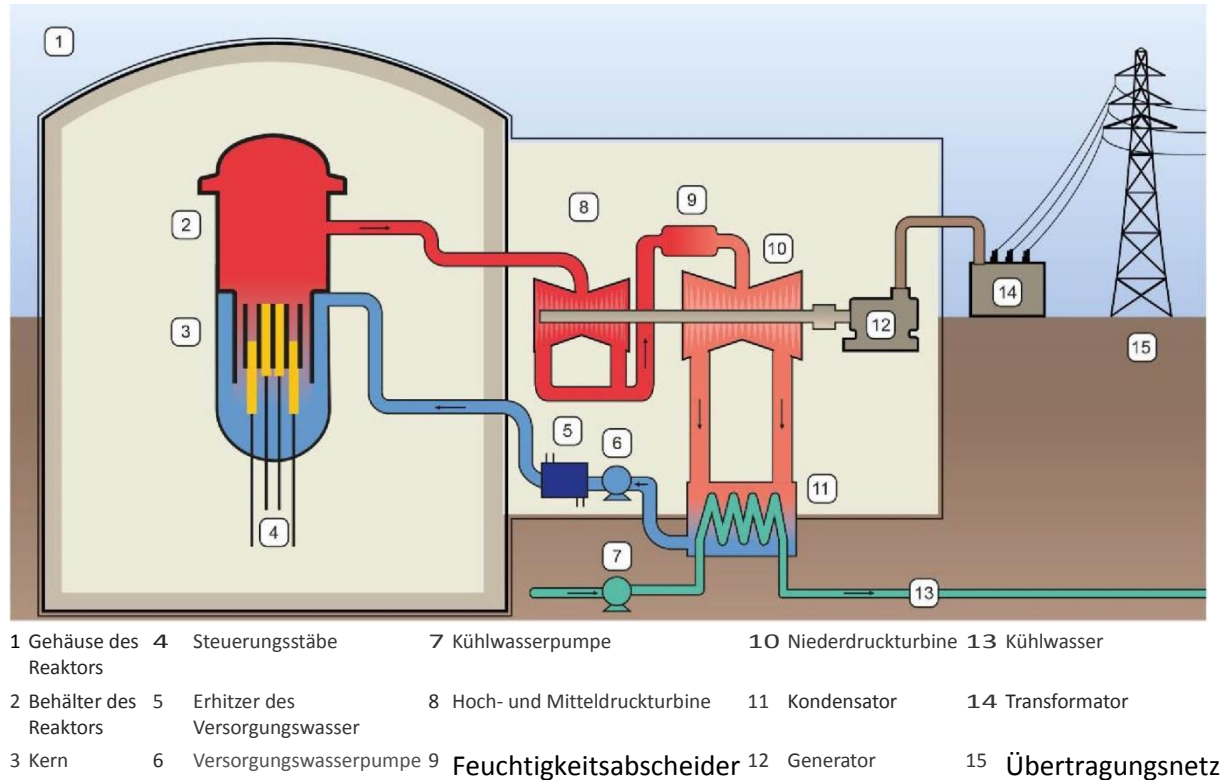 1
2
3
4
5
6
7
8
9
10
11
12
13
14
15
1 Gehäuse des Reaktors
4 Steuerungsstäbe
7 Kühlwasserpumpe
10 Niederdruckturbine
13 Kühlwasser
2 Behälter des Reaktors
5 Erhitzer des Versorgungswasser
8 Hoch- und Mitteldruckturbine
11 Kondensator
14 Transformator
3 Kern
6 Versorgungswasserpumpe
9 Feuchtigkeitsabscheider
12 Generator
15 Übertragungsnetz